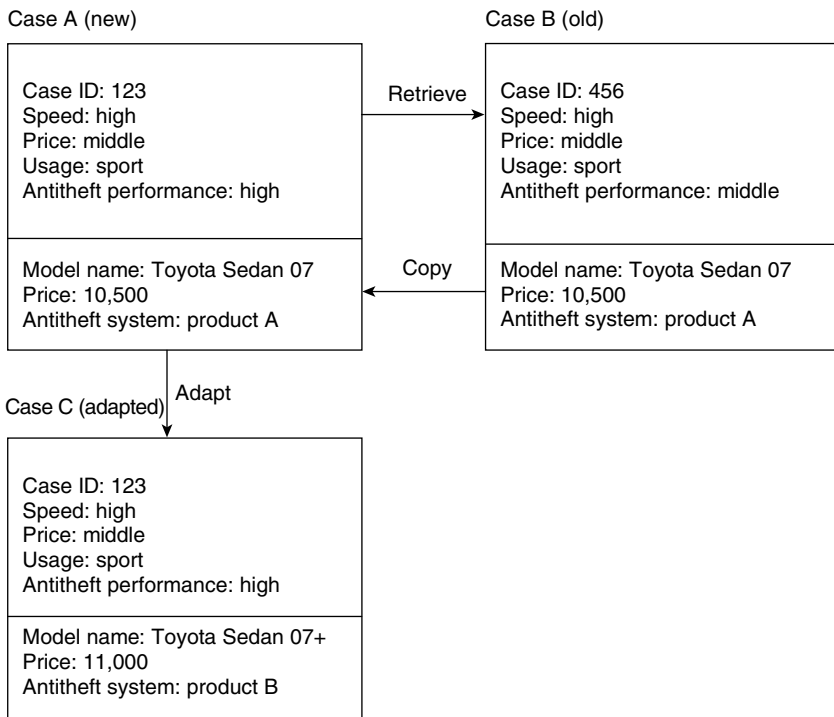 Case A (new)
Case ID: 123
Speed: high
Price: middle
Usage: sport
Antitheft performance: high
Model name: Toyota Sedan 07
Price: 10,500
Antitheft system: product A
Retrieve
Copy
Case B (old)
Case ID: 456
Speed: high
Price: middle
Usage: sport
Antitheft performance: middle
Model name: Toyota Sedan 07
Price: 10,500
Antitheft system: product A
Adapt
Case C (adapted)
Case ID: 123
Speed: high
Price: middle
Usage: sport
Antitheft performance: high
Model name: Toyota Sedan 07+
Price: 11,000
Antitheft system: product B